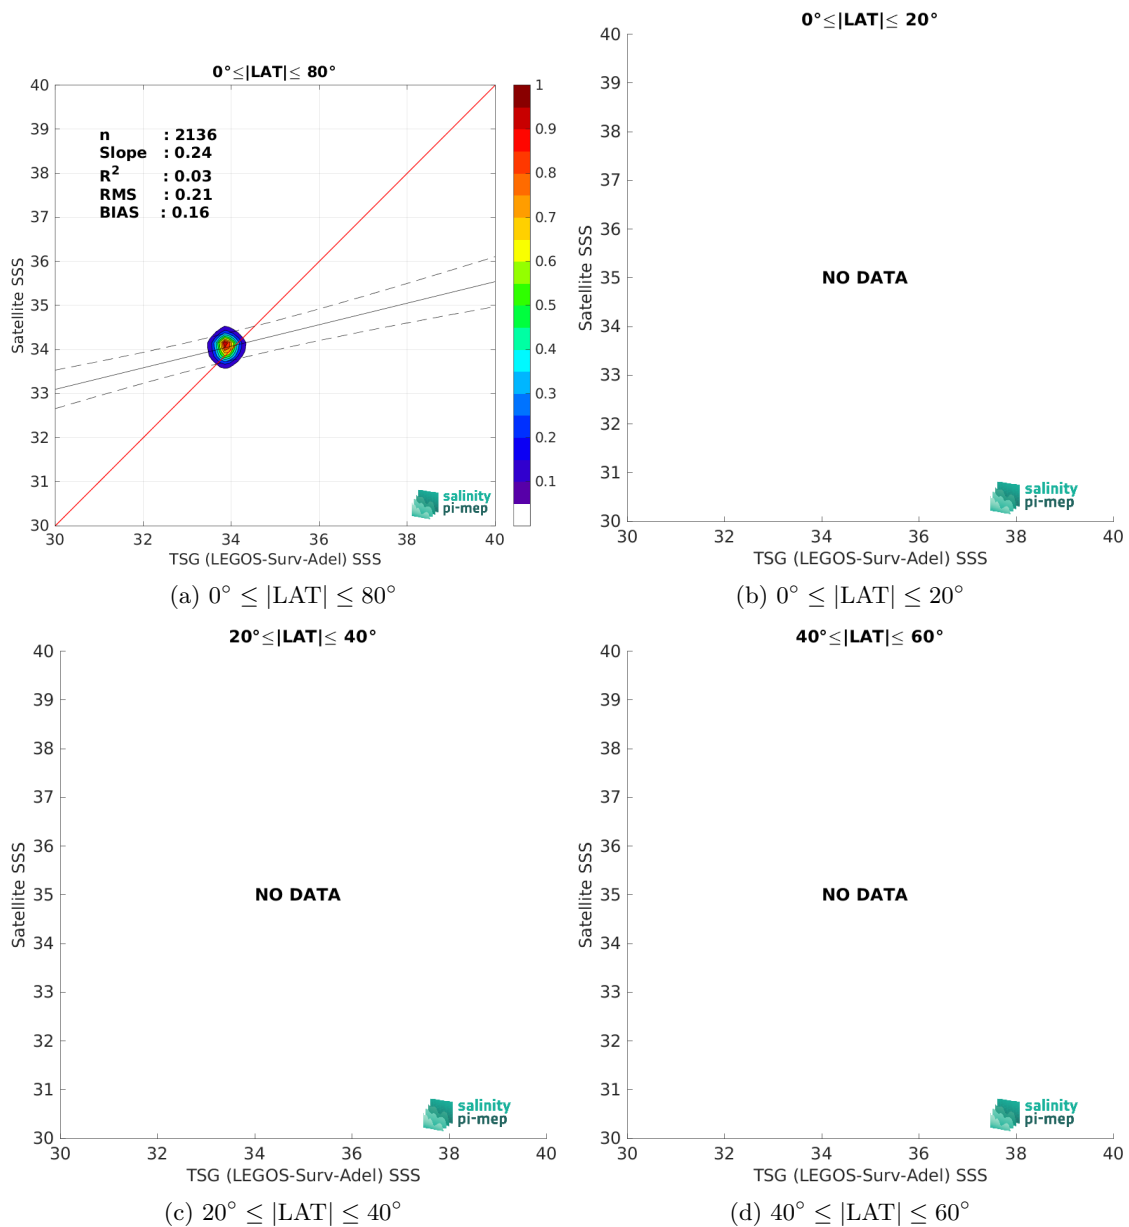 0°≤|LAT|≤ 80°
n : 2136
Slope : 0.24
R² : 0.03
RMS : 0.21
BIAS : 0.16
40
39
38
37
36
35
34
33
32
31
30
30
32
34
36
38
40
Satellite SSS
TSG (LEGOS-Surv-Adel) SSS
1
0.9
0.8
0.7
0.6
0.5
0.4
0.3
0.2
0.1
salinity
pi-mep
(a) 0° ≤ |LAT| ≤ 80°
0°≤|LAT|≤ 20°
40
39
38
37
36
35
34
33
32
31
30
30
32
34
36
38
40
Satellite SSS
NO DATA
salinity
pi-mep
TSG (LEGOS-Surv-Adel) SSS
(b) 0° ≤ |LAT| ≤ 20°
20°≤|LAT|≤ 40°
40
39
38
37
36
35
34
33
32
31
30
30
32
34
36
38
40
Satellite SSS
NO DATA
salinity
pi-mep
TSG (LEGOS-Surv-Adel) SSS
(c) 20° ≤ |LAT| ≤ 40°
40°≤|LAT|≤ 60°
40
39
38
37
36
35
34
33
32
31
30
30
32
34
36
38
40
Satellite SSS
NO DATA
salinity
pi-mep
TSG (LEGOS-Surv-Adel) SSS
(d) 40° ≤ |LAT| ≤ 60°